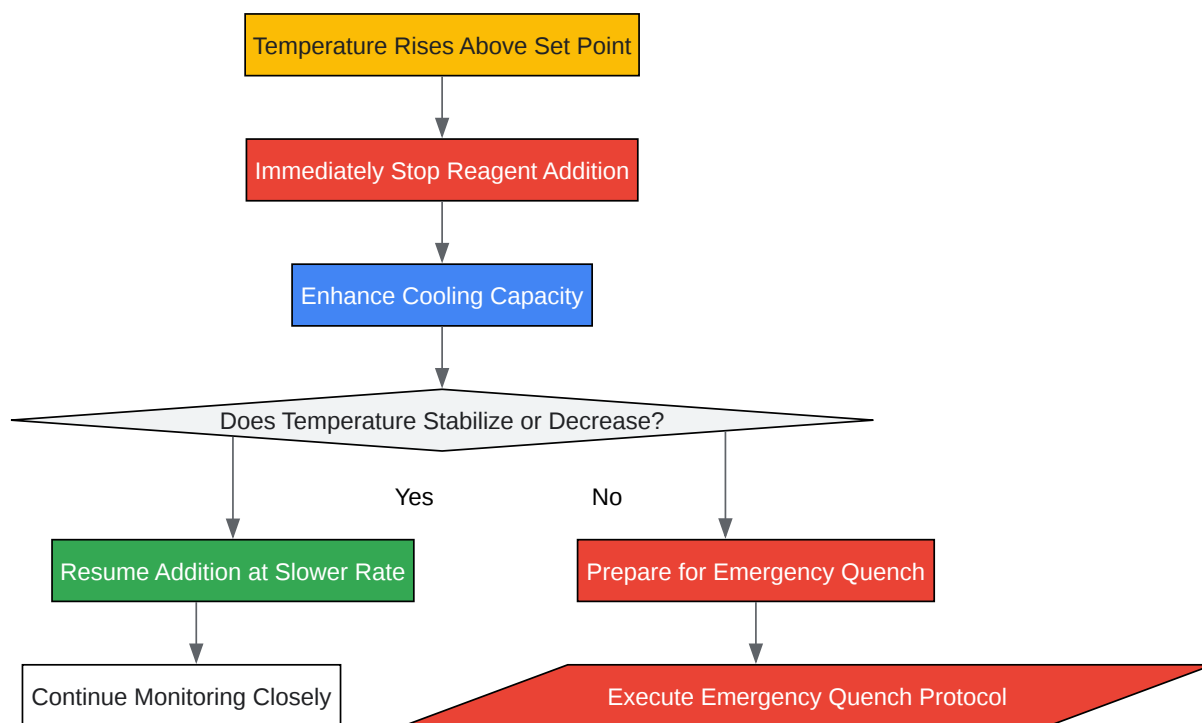 Temperature Rises Above Set Point
Immediately Stop Reagent Addition
Enhance Cooling Capacity
Does Temperature Stabilize or Decrease?
Yes
No
Resume Addition at Slower Rate
Prepare for Emergency Quench
Continue Monitoring Closely
Execute Emergency Quench Protocol